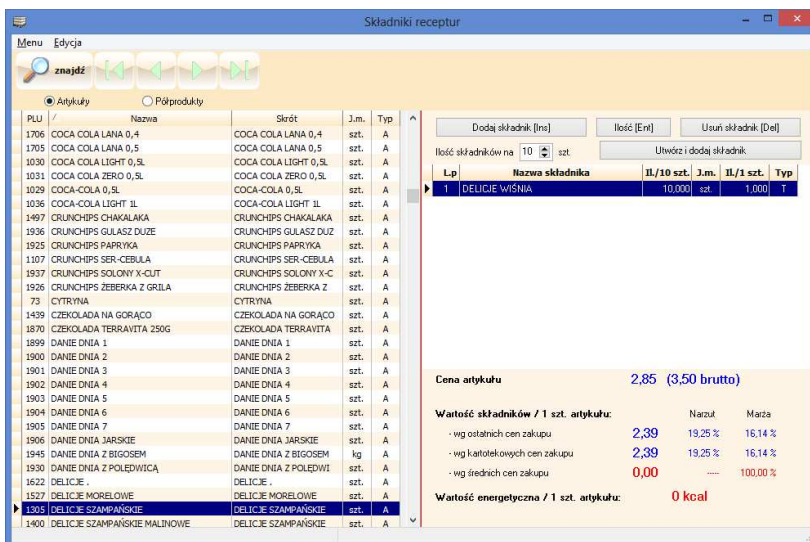 Składniki receptur
Menu Edycja
znajdź
Artykuły Półprodukty
PLU / Nazwa Skrót J.m. Typ
1706 COCA COLA LANA 0,4 COCA COLA LANA 0,4 szt. A
1705 COCA COLA LANA 0,5 COCA COLA LANA 0,5 szt. A
1030 COCA COLA LIGHT 0,5L COCA COLA LIGHT 0,5L szt. A
1031 COCA COLA ZERO 0,5L COCA COLA ZERO 0,5L szt. A
1029 COCA-COLA 0,5L COCA-COLA 0,5L szt. A
1036 COCA-COLA LIGHT 1L COCA-COLA LIGHT 1L szt. A
1497 CRUNCHIPS CHAKALAKA CRUNCHIPS CHAKALAKA szt. A
1936 CRUNCHIPS GULASZ DUZE CRUNCHIPS GULASZ DUZ szt. A
1925 CRUNCHIPS PAPRYKA CRUNCHIPS PAPRYKA szt. A
1107 CRUNCHIPS SER-CEBULA CRUNCHIPS SER-CEBULA szt. A
1937 CRUNCHIPS SOLONY X-CUT CRUNCHIPS SOLONY X-C szt. A
1926 CRUNCHIPS ŻEBERKA Z GRILA CRUNCHIPS ŻEBERKA Z szt. A
73 CYTRYNA CYTRYNA szt. A
1439 CZEKOLADA NA GORĄCO CZEKOLADA NA GORĄCO szt. A
1870 CZEKOLADA TERRAVITA 250G CZEKOLADA TERRAVITA szt. A
1899 DANIE DNIA 1 DANIE DNIA 1 szt. A
1900 DANIE DNIA 2 DANIE DNIA 2 szt. A
1901 DANIE DNIA 3 DANIE DNIA 3 szt. A
1902 DANIE DNIA 4 DANIE DNIA 4 szt. A
1903 DANIE DNIA 5 DANIE DNIA 5 szt. A
1904 DANIE DNIA 6 DANIE DNIA 6 szt. A
1905 DANIE DNIA 7 DANIE DNIA 7 szt. A
1906 DANIE DNIA JARSKIE DANIE DNIA JARSKIE szt. A
1945 DANIE DNIA Z BIGOSEM DANIE DNIA Z BIGOSEM kg A
1930 DANIE DNIA Z POLĘDWICĄ DANIE DNIA Z POLĘDWI szt. A
1622 DELICJE . DELICJE . szt. A
1527 DELICJE MORELOWE DELICJE MORELOWE szt. A
1305 DELICJE SZAMPAŃSKIE DELICJE SZAMPAŃSKIE szt. A
1400 DELICJE SZAMPAŃSKIE MALINOWE DELICJE SZAMPAŃSKIE szt. A
Dodaj składnik [Ins] Ilość [Ent] Usuń składnik [Del]
Ilość składników na 10 szt. Utwórz i dodaj składnik
L.p Nazwa składnika Il./10 szt. J.m. Il./1 szt. Typ
1 DELICJE WIŚNIA 10,000 szt. 1,000 T
Cena artykułu 2,85 (3,50 brutto)
Wartość składników / 1 szt. artykułu: Narzut Marża
- wg ostatnich cen zakupu 2,39 19,25 % 16,14 %
- wg kartotekowych cen zakupu 2,39 19,25 % 16,14 %
- wg średnich cen zakupu 0,00 ----- 100,00 %
Wartość energetyczna / 1 szt. artykułu: 0 kcal